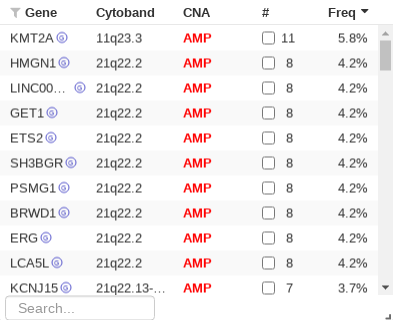 Gene Cytoband CNA # Freq
KMT2A G 11q23.3 AMP 11 5.8%
HMGN1 G 21q22.2 AMP 8 4.2%
LINC00... G 21q22.2 AMP 8 4.2%
GET1 G 21q22.2 AMP 8 4.2%
ETS2 G 21q22.2 AMP 8 4.2%
SH3BGR G 21q22.2 AMP 8 4.2%
PSMG1 G 21q22.2 AMP 8 4.2%
BRWD1 G 21q22.2 AMP 8 4.2%
ERG G 21q22.2 AMP 8 4.2%
LCA5L G 21q22.2 AMP 8 4.2%
KCNJ15 G 21q22.13-... AMP 7 3.7%
Search...